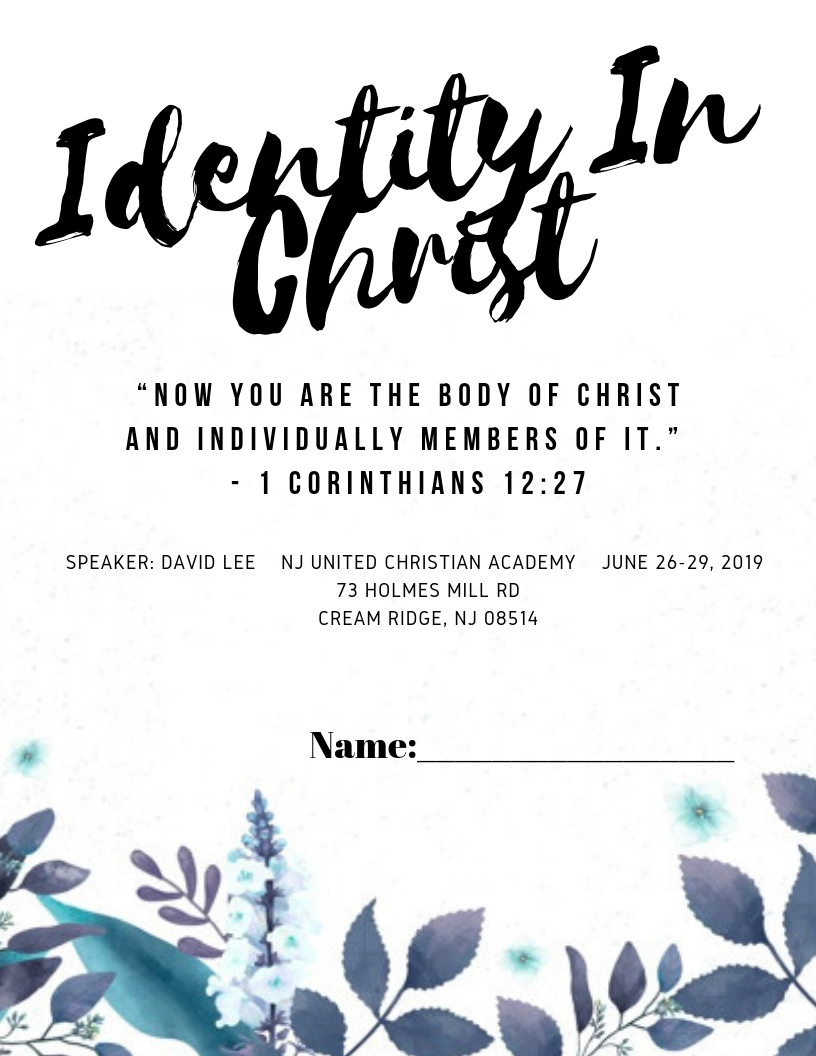 Identity In
Christ
“NOW YOU ARE THE BODY OF CHRIST
AND INDIVIDUALLY MEMBERS OF IT.”
- 1 CORINTHIANS 12:27
SPEAKER: DAVID LEE NJ UNITED CHRISTIAN ACADEMY JUNE 26-29, 2019
73 HOLMES MILL RD
CREAM RIDGE, NJ 08514
Name:_________________